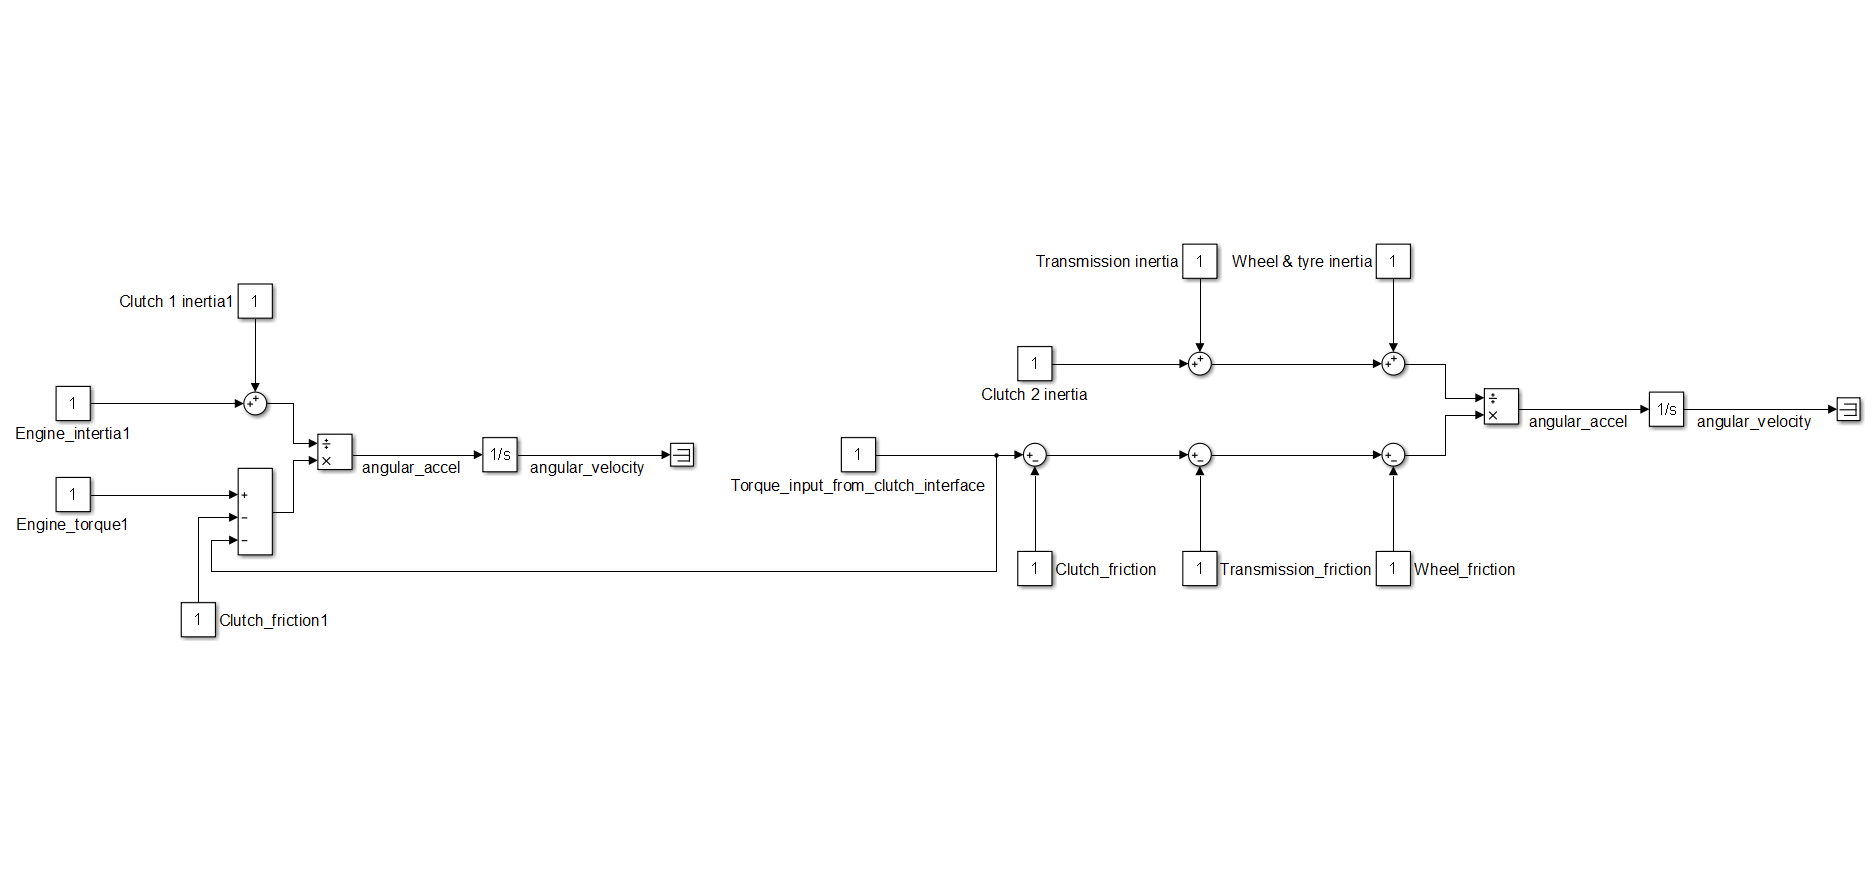 Transmission inertia 1 Wheel & tyre inertia 1
Clutch 1 inertia1 1
1
Clutch 2 inertia
1
Engine_intertia1
÷
×
angular_accel
1/s
angular_velocity
÷
×
angular_accel
1/s
angular_velocity
1
Torque_input_from_clutch_interface
1
Engine_torque1
1 Clutch_friction 1 Transmission_friction 1 Wheel_friction
1 Clutch_friction1